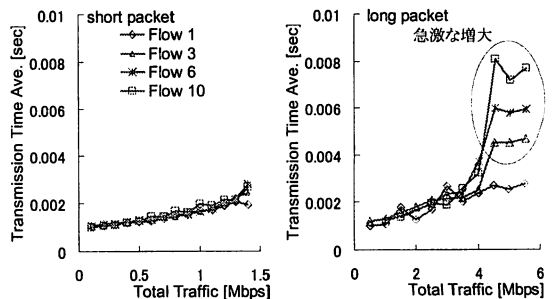 short packet
Flow 1
Flow 3
Flow 6
Flow 10
Transmission Time Ave. [sec]
0.01
0.008
0.006
0.004
0.002
0
0
0.5
1
1.5
Total Traffic [Mbps]
long packet
急激な増大
Transmission Time Ave. [sec]
0.01
0.008
0.006
0.004
0.002
0
0
2
4
6
Total Traffic [Mbps]